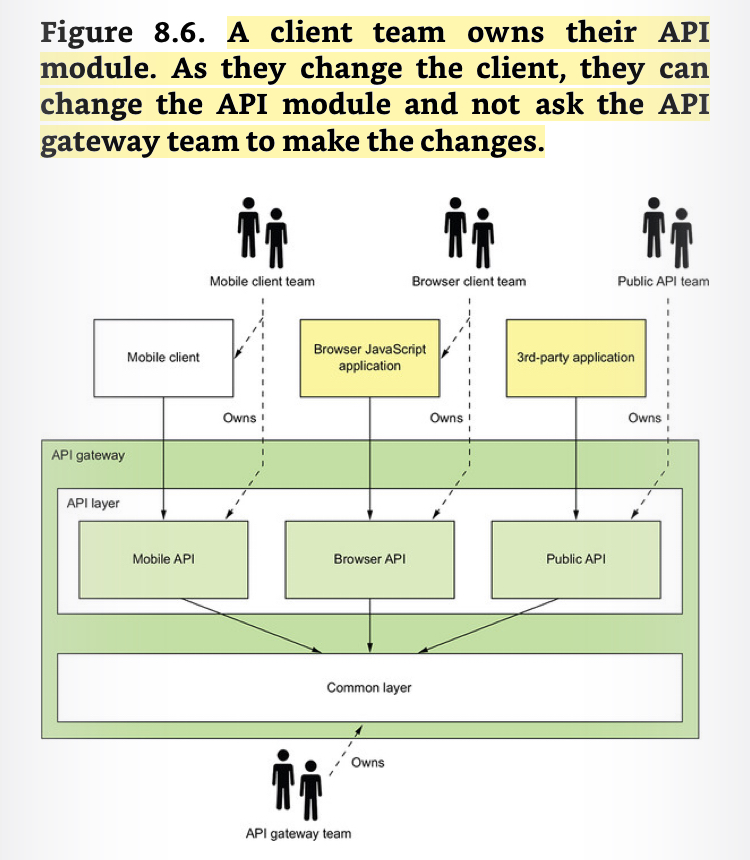 Figure 8.6. A client team owns their API
module. As they change the client, they can
change the API module and not ask the API
gateway team to make the changes.
Mobile client team
Browser client team
Public API team
Mobile client
Browser JavaScript
application
3rd-party application
Owns
Owns
Owns
API gateway
API layer
Mobile API
Browser API
Public API
Common layer
Owns
API gateway team